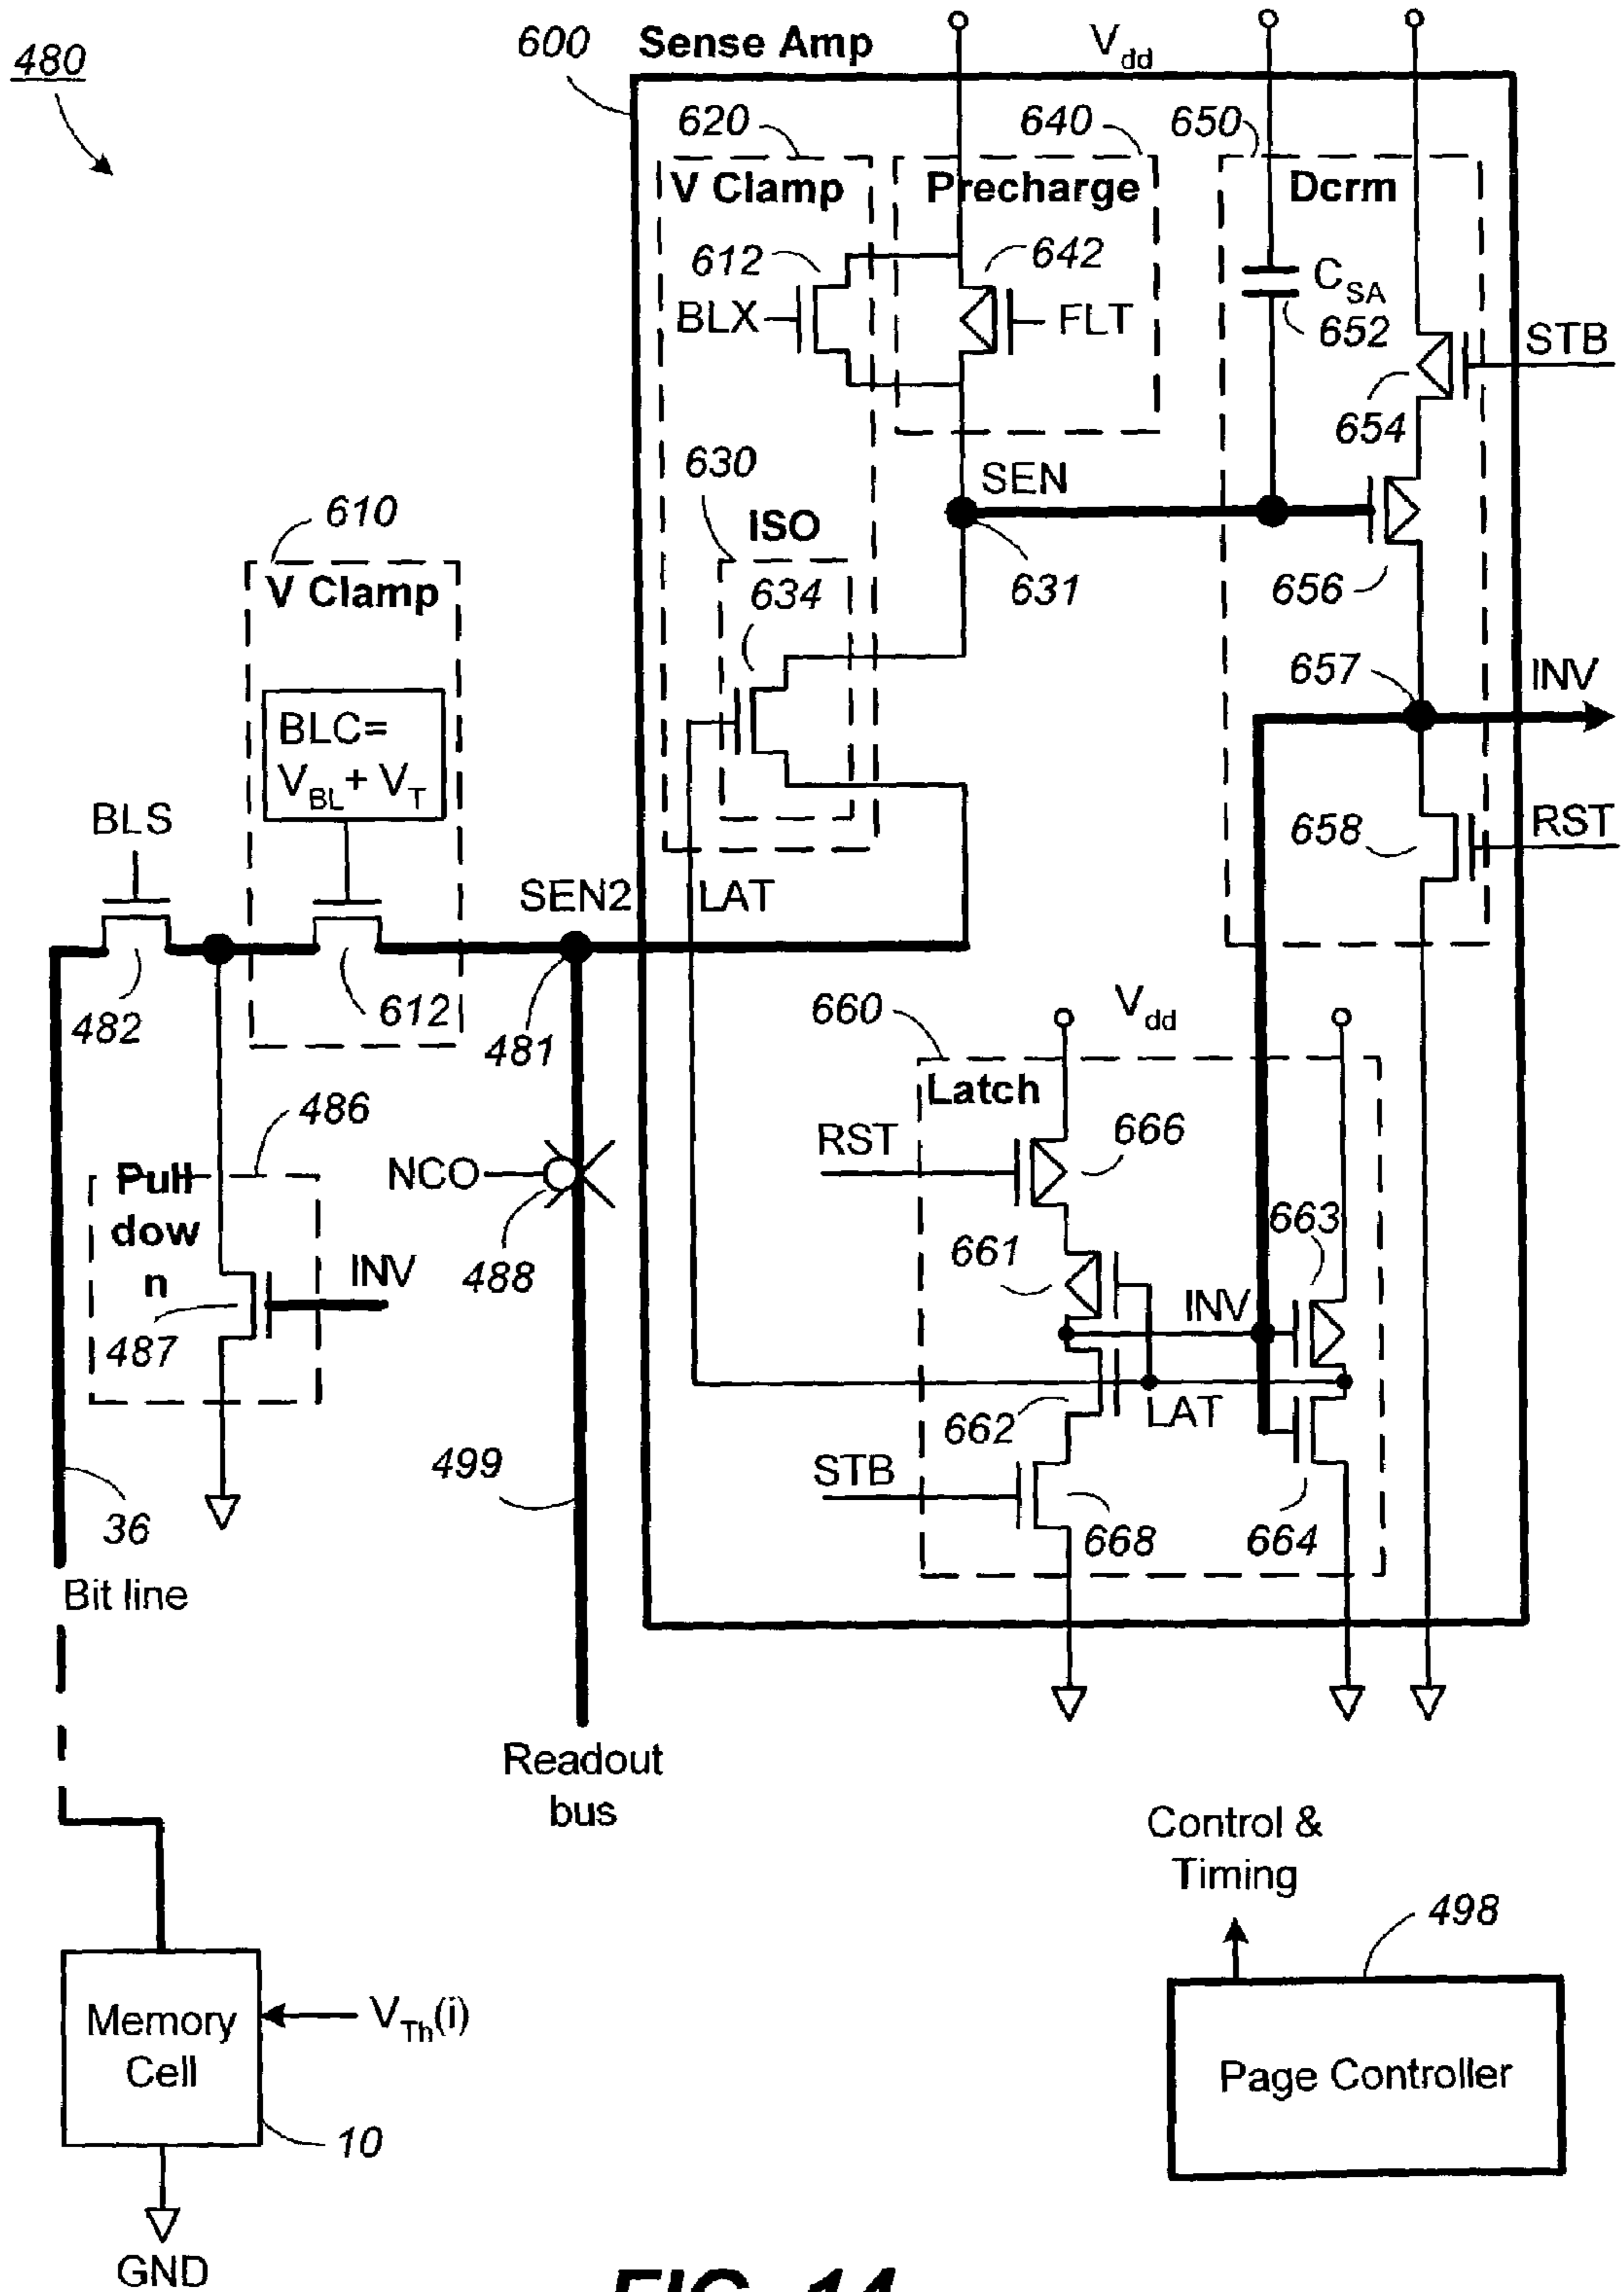 480
600
Sense Amp
Vdd
620
640
650
V Clamp
Precharge
Dcrm
612
642
CSA
BLX
FLT
652
STB
654
630
SEN
610
ISO
V Clamp
634
631
656
657
INV
BLC=
VBL + VT
BLS
658
RST
SEN2
LAT
482
612
481
660
Vdd
Latch
486
RST
666
Pull
dow
n
NCO
663
661
INV
488
INV
487
662
LAT
499
STB
36
668
664
Bit line
Readout
bus
Control &
Timing
498
Memory
Cell
VTh(i)
Page Controller
10
GND
FIG. 14